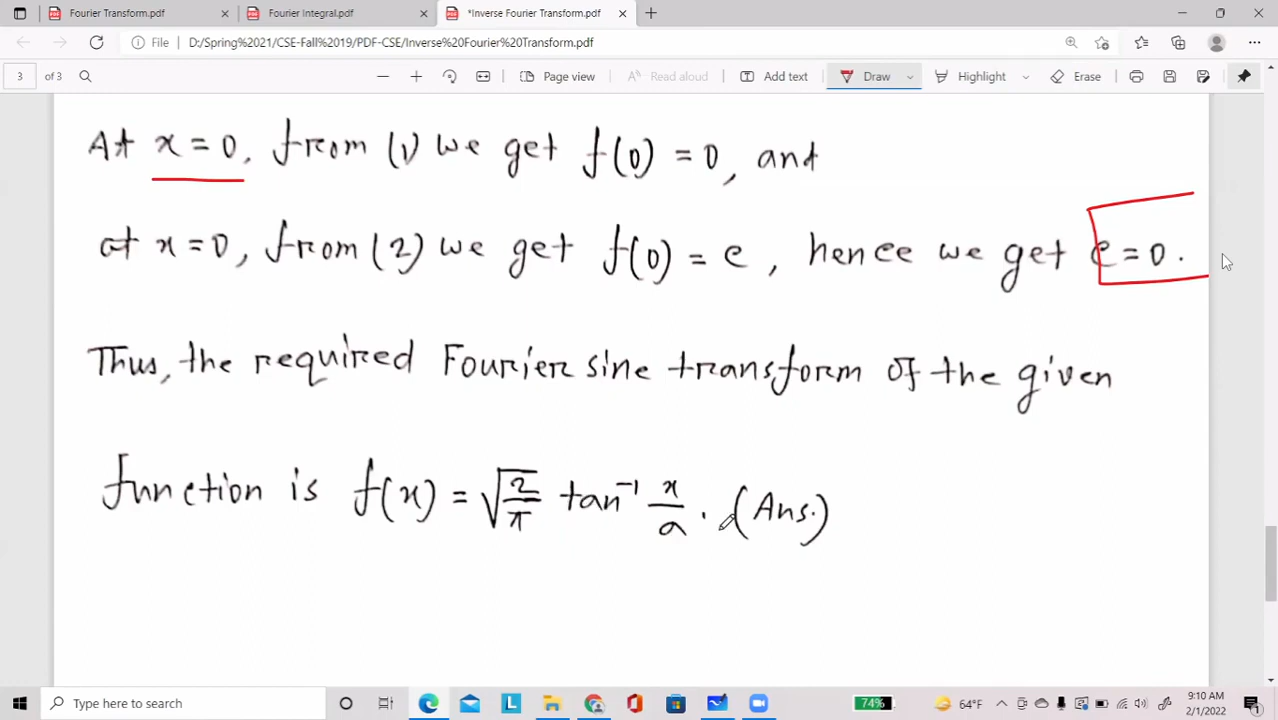 Fourier Transform.pdf
Fourier Integral.pdf
*Inverse Fourier Transform.pdf
File D:/Spring%2021/CSE-Fall%2019/PDF-CSE/Inverse%20Fourier%20Transform.pdf
3 of 3 Page view Read aloud Add text Draw Highlight Erase
At x = 0, from (1) we get f(0) = 0, and
at x = 0, from (2) we get f(0) = c, hence we get c = 0.
Thus, the required Fourier sine transform of the given
function is f(x) = √(2/π) tan⁻¹ x/a. (Ans.)
Type here to search
74%
64°F
9:10 AM
2/1/2022